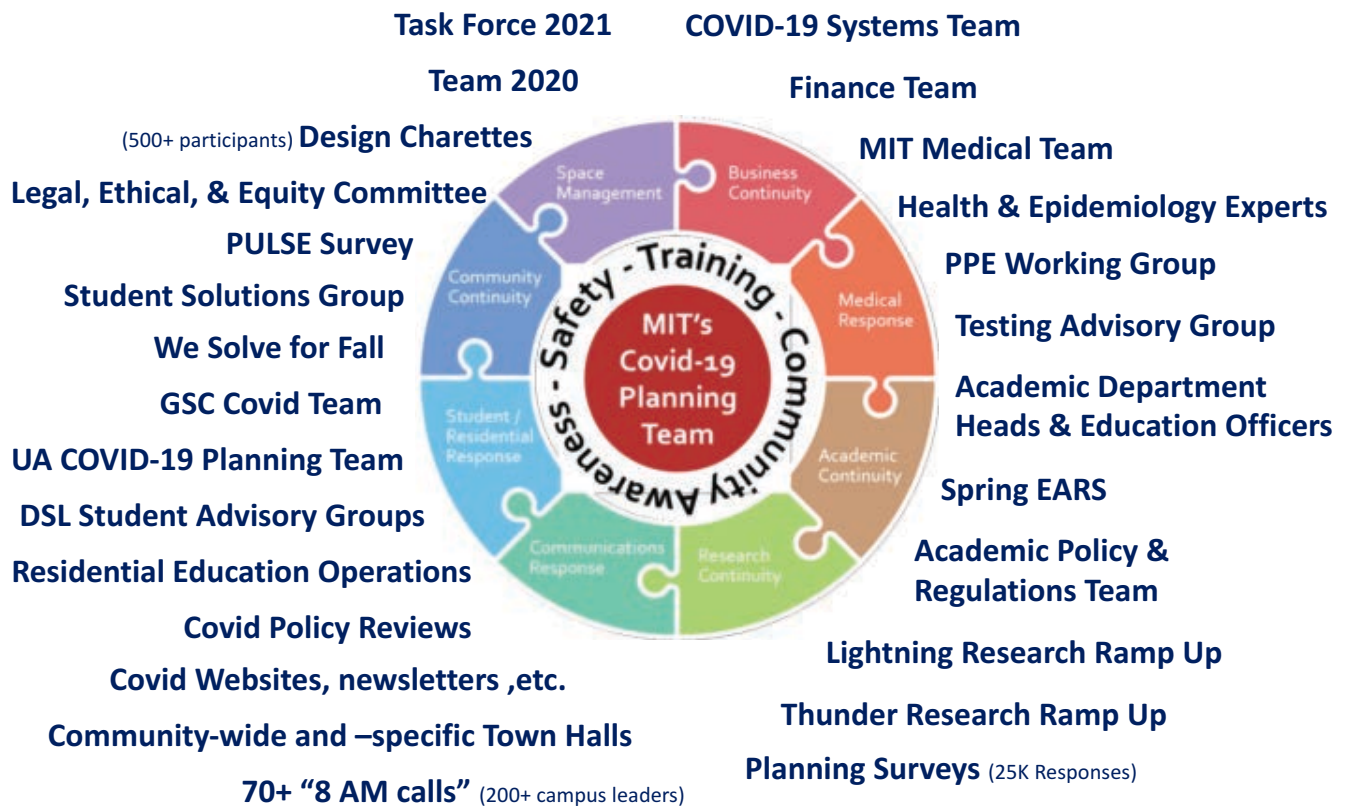 Task Force 2021
COVID-19 Systems Team
Team 2020
Finance Team
(500+ participants) Design Charettes
MIT Medical Team
Legal, Ethical, & Equity Committee
Health & Epidemiology Experts
PULSE Survey
PPE Working Group
Student Solutions Group
Testing Advisory Group
We Solve for Fall
Academic Department
Heads & Education Officers
GSC Covid Team
UA COVID-19 Planning Team
Spring EARS
DSL Student Advisory Groups
Academic Policy &
Regulations Team
Residential Education Operations
Covid Policy Reviews
Lightning Research Ramp Up
Covid Websites, newsletters ,etc.
Thunder Research Ramp Up
Community-wide and –specific Town Halls
Planning Surveys (25K Responses)
70+ “8 AM calls” (200+ campus leaders)
Space
Management
Business
Continuity
Medical
Response
Academic
Continuity
Research
Continuity
Communications
Response
Student /
Residential
Response
Community
Continuity
Safety - Training - Community Awareness -
MIT's
Covid-19
Planning
Team